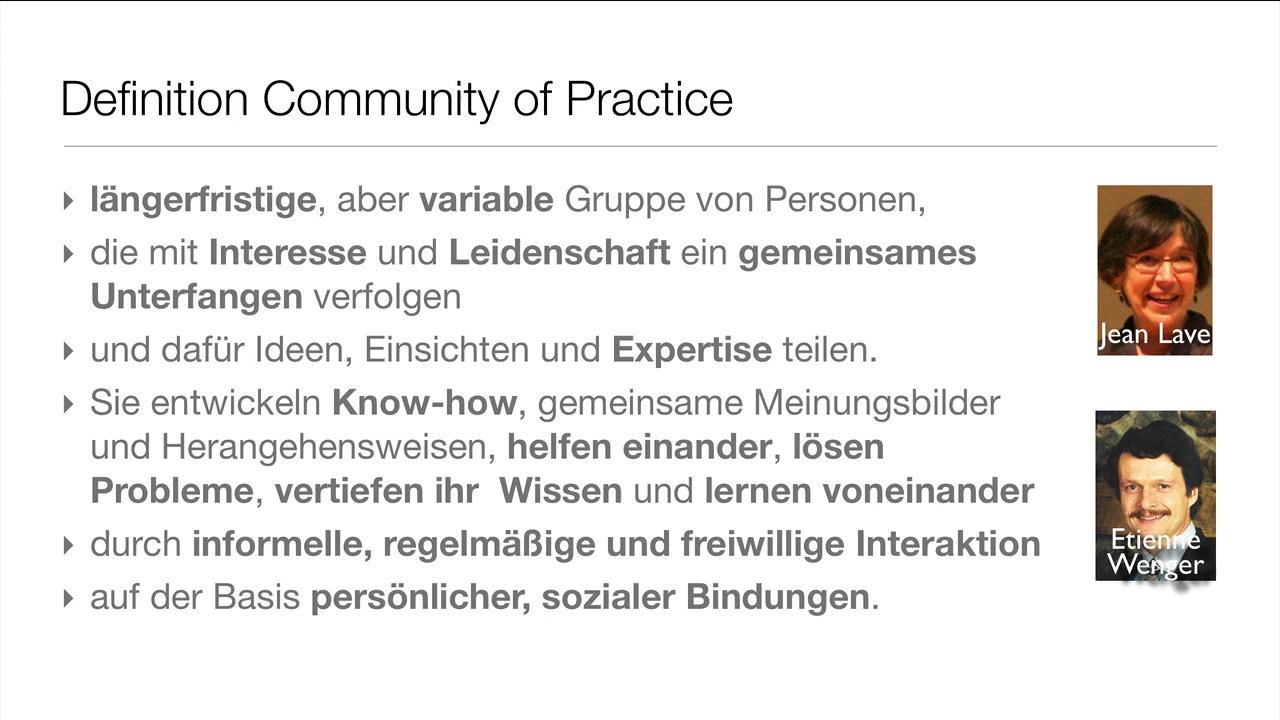 Definition Community of Practice
längerfristige, aber variable Gruppe von Personen,
die mit Interesse und Leidenschaft ein gemeinsames
Unterfangen verfolgen
und dafür Ideen, Einsichten und Expertise teilen.
Sie entwickeln Know-how, gemeinsame Meinungsbilder
und Herangehensweisen, helfen einander, lösen
Probleme, vertiefen ihr Wissen und lernen voneinander
durch informelle, regelmäßige und freiwillige Interaktion
auf der Basis persönlicher, sozialer Bindungen.
Jean Lave
Etienne
Wenger